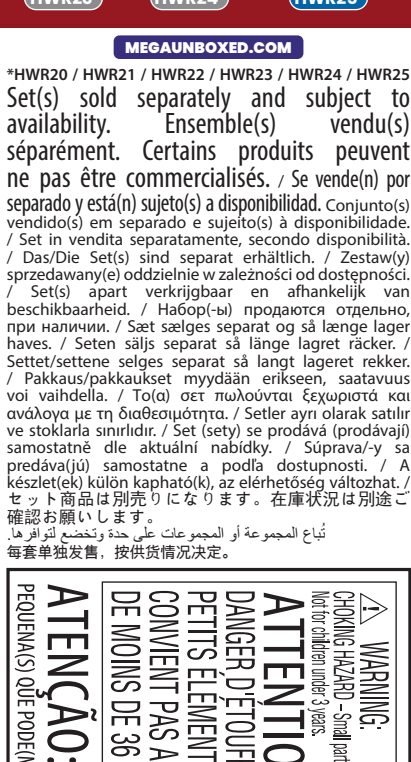 HWR23 HWR24 HWR25
MEGAUNBOXED.COM
*HWR20 / HWR21 / HWR22 / HWR23 / HWR24 / HWR25
Set(s) sold separately and subject to
availability. Ensemble(s) vendu(s)
séparément. Certains produits peuvent
ne pas être commercialisés. / Se vende(n) por
separado y está(n) sujeto(s) a disponibilidad. Conjunto(s)
vendido(s) em separado e sujeito(s) à disponibilidade.
/ Set in vendita separatamente, secondo disponibilità.
/ Das/Die Set(s) sind separat erhältlich. / Zestaw(y)
sprzedawany(e) oddzielnie w zależności od dostępności.
/ Set(s) apart verkrijgbaar en afhankelijk van
beschikbaarheid. / Набор(-ы) продаются отдельно,
при наличии. / Sæt sælges separat og så længe lager
haves. / Seten säljs separat så länge lagret räcker. /
Settet/settene selges separat så langt lageret rekker.
/ Pakkaus/pakkaukset myydään erikseen, saatavuus
voi vaihdella. / Το(α) σετ πωλούνται ξεχωριστά και
ανάλογα με τη διαθεσιμότητα. / Setler ayrı olarak satılır
ve stoklarla sınırlıdır. / Set (sety) se prodává (prodávají)
samostatně dle aktuální nabídky. / Súprava/-y sa
predáva(jú) samostatne a podľa dostupnosti. / A
készlet(ek) külön kapható(k), az elérhetőség változhat. /
セット商品は別売りになります。在庫状況は別途ご
確認お願いします。
تُباع المجموعة أو المجموعات على حدة وتخضع لتوافرها.
每套单独发售，按供货情况决定。
WARNING:
CHOKING HAZARD – Small part
Not for children under 3 years.
ATTENTIO
DANGER D'ÉTOUF
PETITS ÉLÉMENT
CONVIENT PAS A
DE MOINS DE 36
ATENÇÃO:
PEQUENA(S) QUE PODE(M